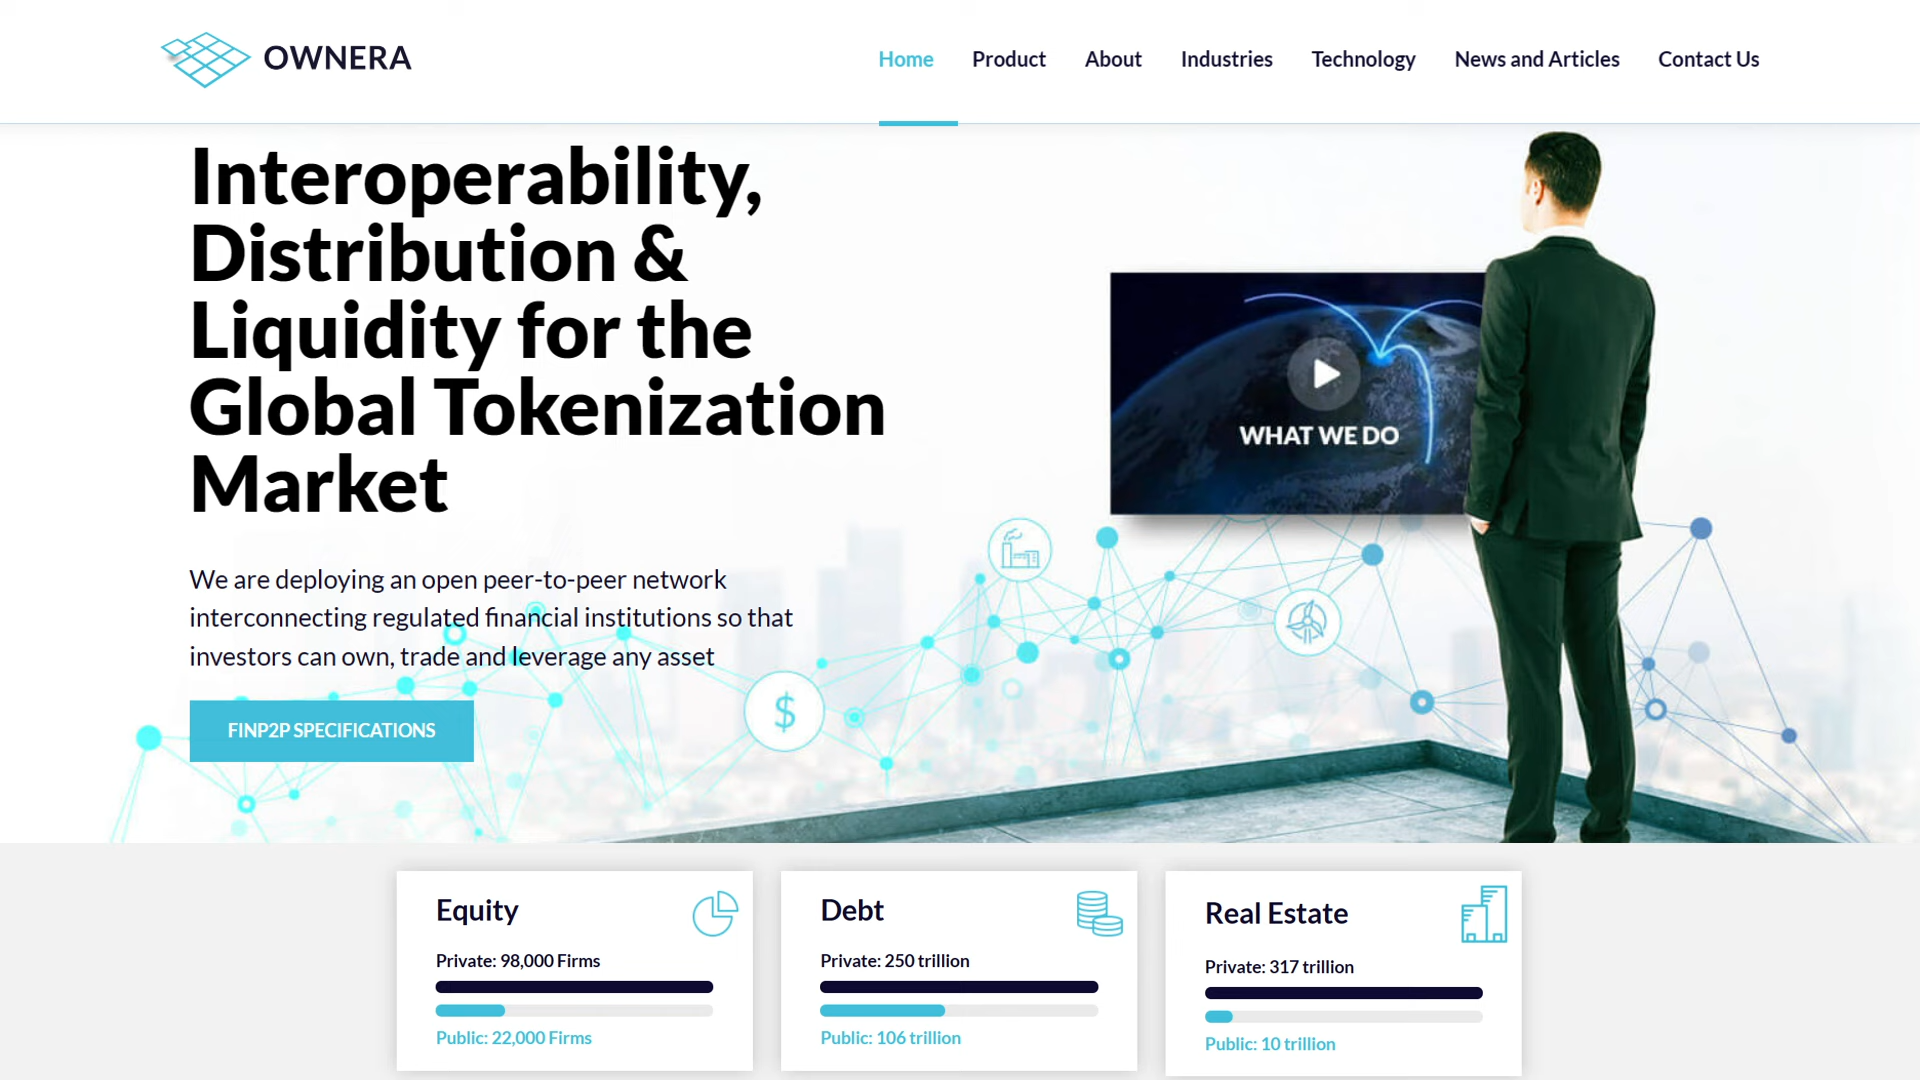 OWNERA
Home
Product
About
Industries
Technology
News and Articles
Contact Us
Interoperability,
Distribution &
Liquidity for the
Global Tokenization
Market
WHAT WE DO
We are deploying an open peer-to-peer network
interconnecting regulated financial institutions so that
investors can own, trade and leverage any asset
$
FINP2P SPECIFICATIONS
Equity
Private: 98,000 Firms
Public: 22,000 Firms
Debt
Private: 250 trillion
Public: 106 trillion
Real Estate
Private: 317 trillion
Public: 10 trillion